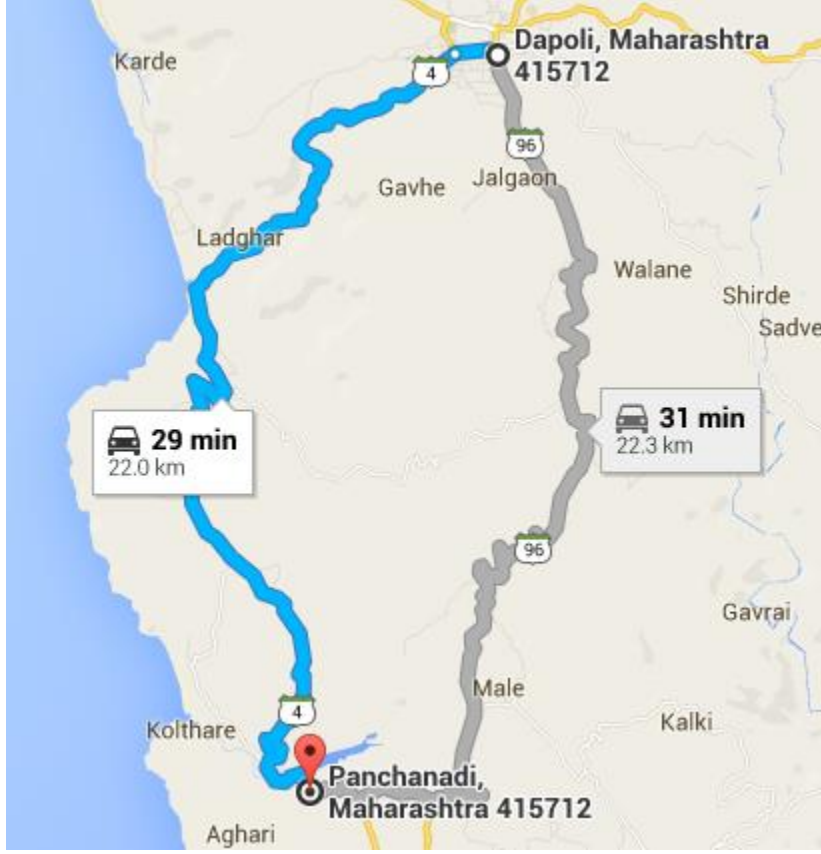 Dapoli, Maharashtra
415712
Karde
4
96
Jalgaon
Gavhe
Ladghar
Walane
Shirde
Sadve
29 min
22.0 km
31 min
22.3 km
96
Gavrai
Male
4
Kolthare
Kalki
Panchanadi,
Maharashtra 415712
Aghari